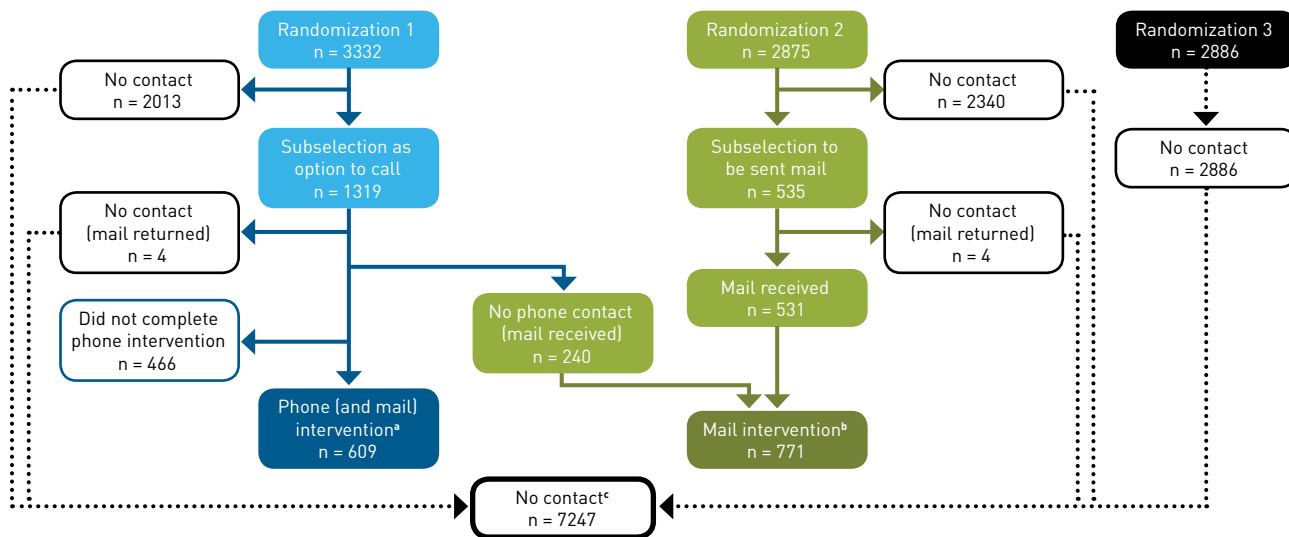 Randomization 1
n = 3332
Randomization 2
n = 2875
Randomization 3
n = 2886
No contact
n = 2013
No contact
n = 2340
Subselection as
option to call
n = 1319
Subselection to
be sent mail
n = 535
No contact
n = 2886
No contact
(mail returned)
n = 4
No contact
(mail returned)
n = 4
Mail received
n = 531
No phone contact
(mail received)
n = 240
Did not complete
phone intervention
n = 466
Phone (and mail)
interventionᵃ
n = 609
Mail interventionᵇ
n = 771
No contactᶜ
n = 7247